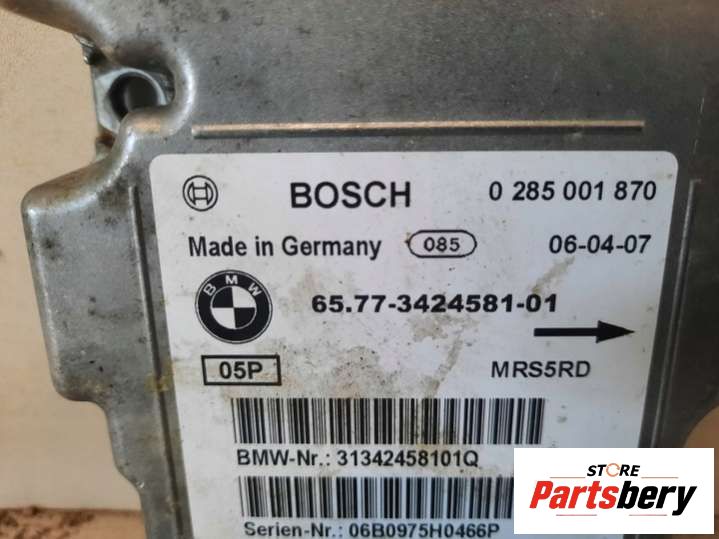 BOSCH 0 285 001 870
Made in Germany 085 06-04-07
BMW 65.77-3424581-01
05P MRS5RD
BMW-Nr.: 31342458101Q
Serien-Nr.: 06B0975H0466P
STORE
Partsbery